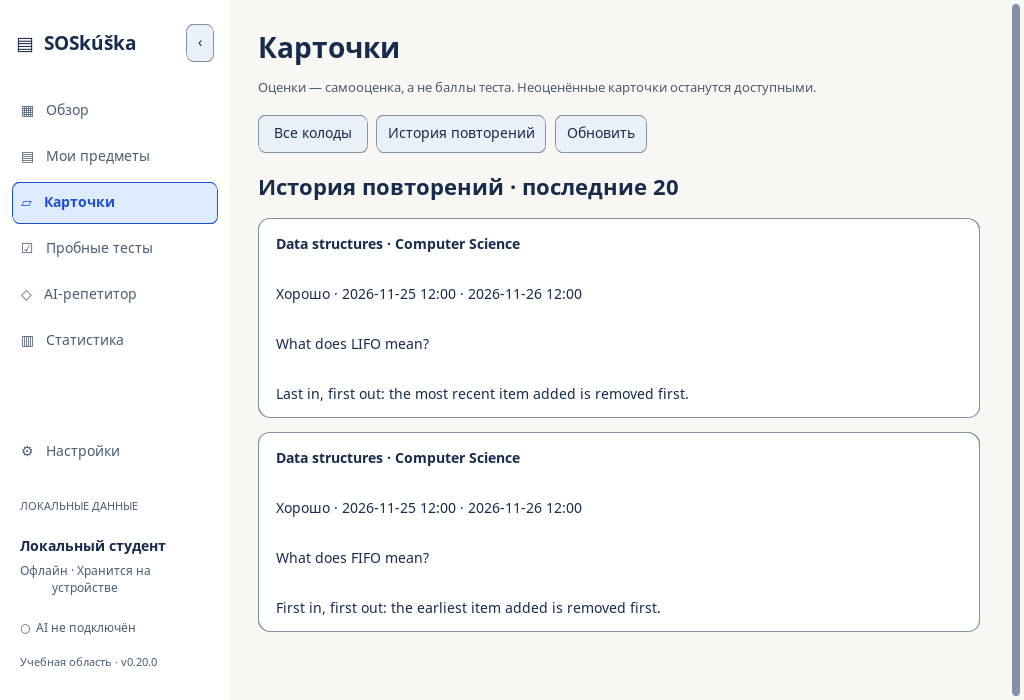 SOSkúška
‹
Обзор
Мои предметы
Карточки
Пробные тесты
AI-репетитор
Статистика
Настройки
ЛОКАЛЬНЫЕ ДАННЫЕ
Локальный студент
Офлайн · Хранится на
устройстве
AI не подключён
Учебная область · v0.20.0
Карточки
Оценки — самооценка, а не баллы теста. Неоценённые карточки останутся доступными.
Все колоды
История повторений
Обновить
История повторений · последние 20
Data structures · Computer Science
Хорошо · 2026-11-25 12:00 · 2026-11-26 12:00
What does LIFO mean?
Last in, first out: the most recent item added is removed first.
Data structures · Computer Science
Хорошо · 2026-11-25 12:00 · 2026-11-26 12:00
What does FIFO mean?
First in, first out: the earliest item added is removed first.